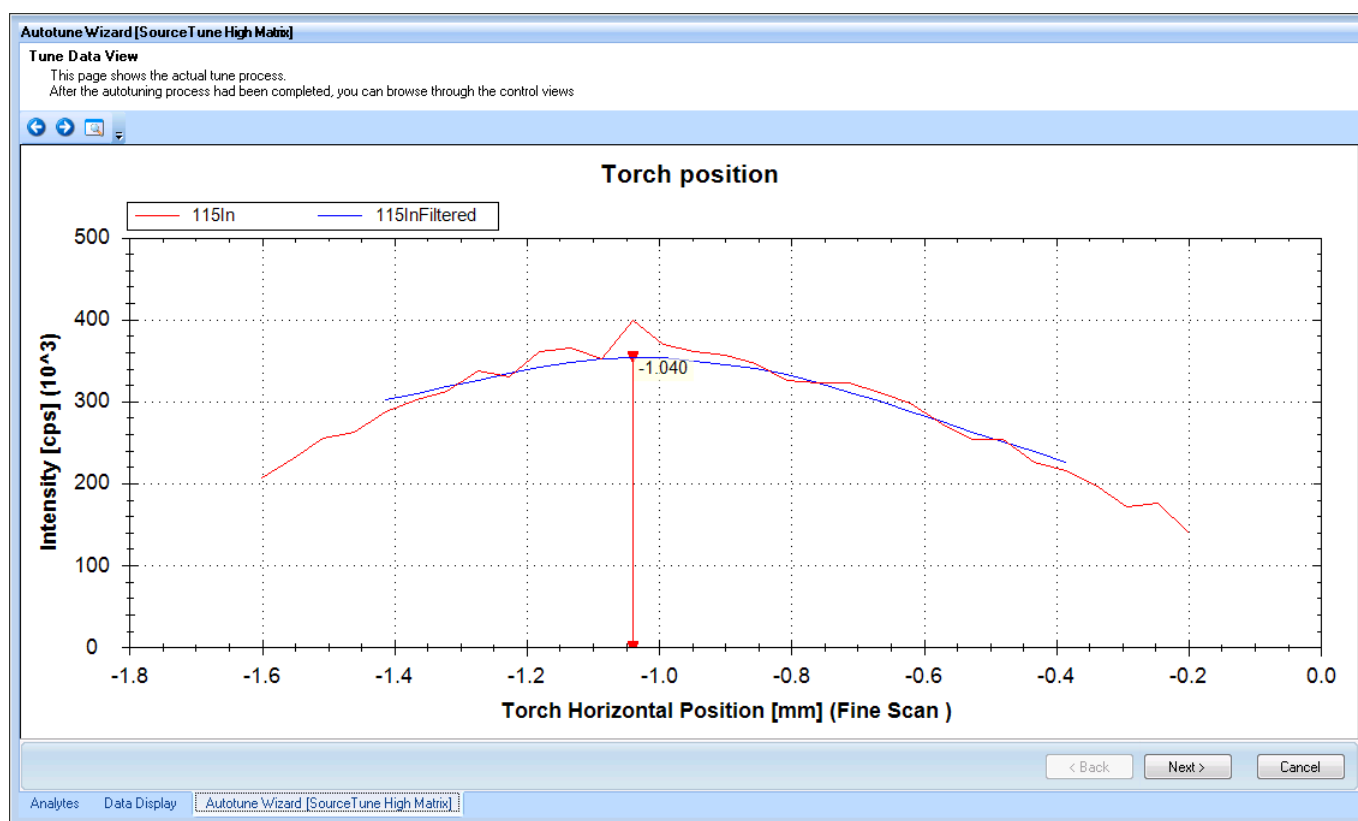 Autotune Wizard [SourceTune High Matrix]
Tune Data View
This page shows the actual tune process.
After the autotuning process had been completed, you can browse through the control views
Torch position
115In 115InFiltered
500
400
300
200
100
0
Intensity [cps] (10^3)
-1.040
-1.8 -1.6 -1.4 -1.2 -1.0 -0.8 -0.6 -0.4 -0.2 0.0
Torch Horizontal Position [mm] (Fine Scan )
< Back Next > Cancel
Analytes Data Display Autotune Wizard [SourceTune High Matrix]